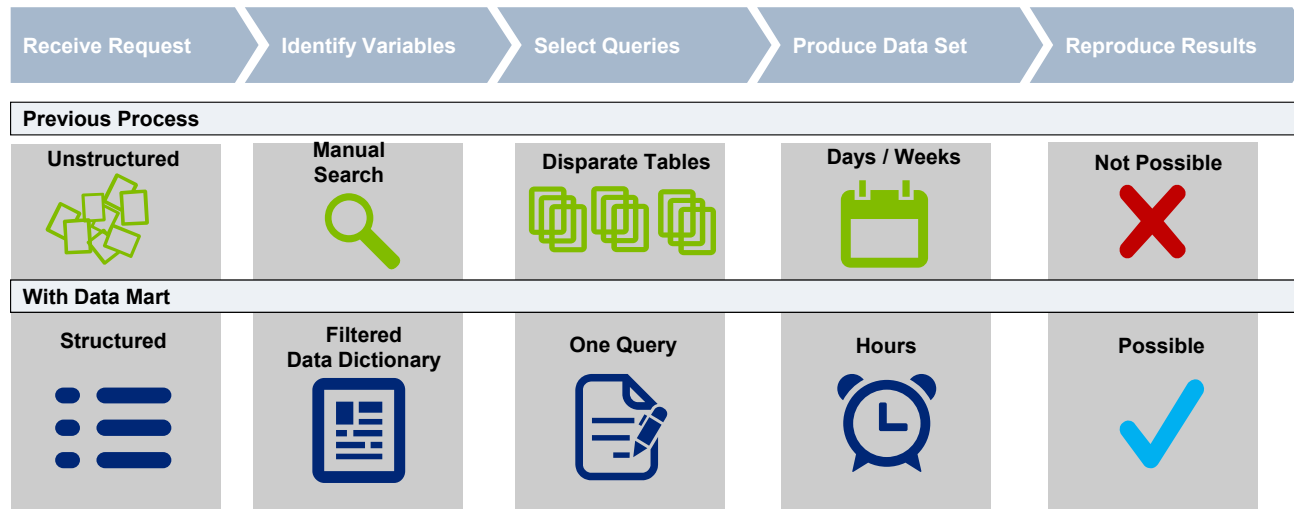 Receive Request
Identify Variables
Select Queries
Produce Data Set
Reproduce Results
Previous Process
Unstructured
Manual
Search
Disparate Tables
Days / Weeks
Not Possible
With Data Mart
Structured
Filtered
Data Dictionary
One Query
Hours
Possible